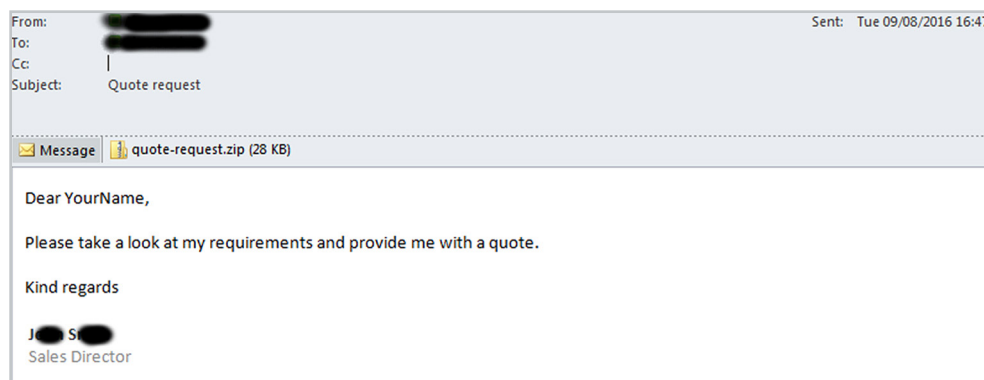 From:
Sent: Tue 09/08/2016 16:47
To:
Cc:
Subject: Quote request
Message quote-request.zip (28 KB)
Dear YourName,
Please take a look at my requirements and provide me with a quote.
Kind regards
Sales Director